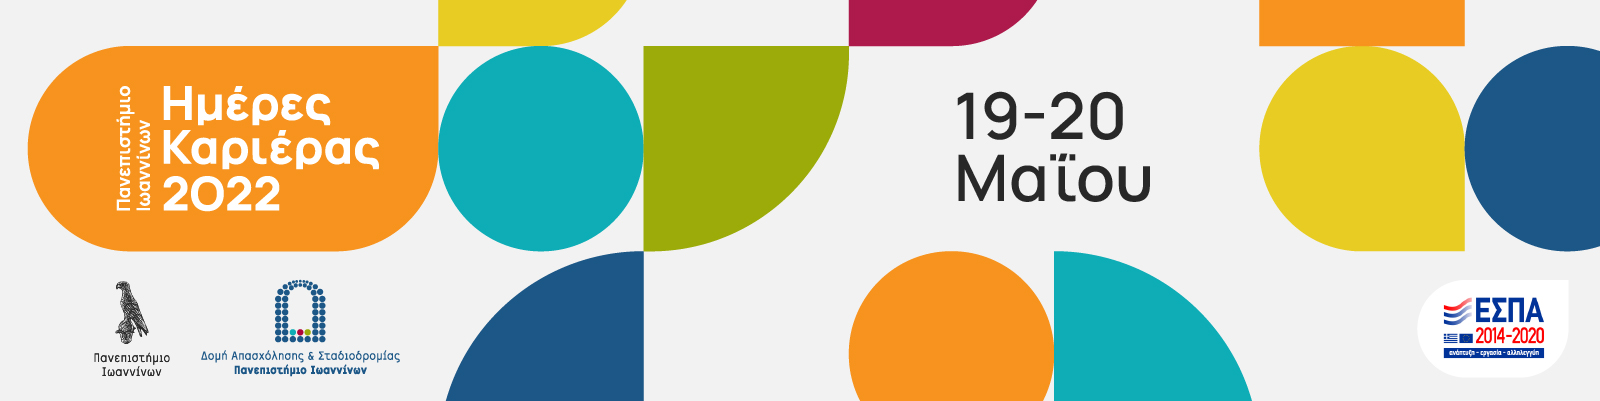 Πανεπιστήμιο
Ιωαννίνων
Ημέρες
Καριέρας
2022
19-20
Μαΐου
Πανεπιστήμιο
Ιωαννίνων
Δομή Απασχόλησης & Σταδιοδρομίας
Πανεπιστήμιο Ιωαννίνων
ΕΣΠΑ
2014-2020
ανάπτυξη - εργασία - αλληλεγγύη